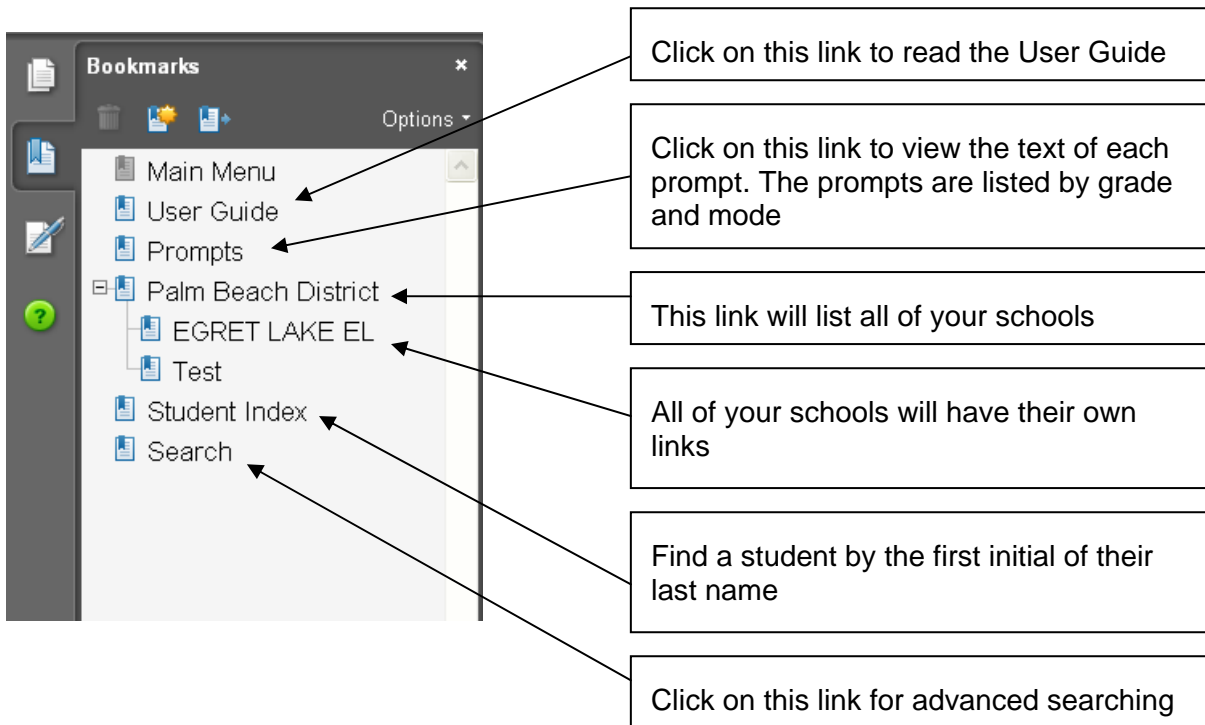 Bookmarks
Options
Main Menu
User Guide
Prompts
Palm Beach District
EGRET LAKE EL
Test
Student Index
Search
Click on this link to read the User Guide
Click on this link to view the text of each
prompt. The prompts are listed by grade
and mode
This link will list all of your schools
All of your schools will have their own
links
Find a student by the first initial of their
last name
Click on this link for advanced searching